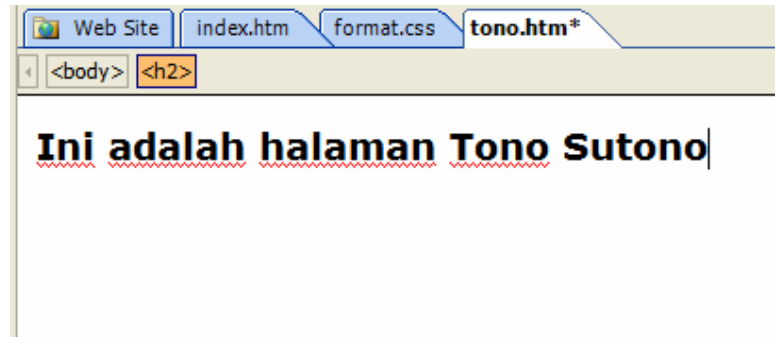 Web Site index.htm format.css tono.htm*
<body> <h2>
Ini adalah halaman Tono Sutono